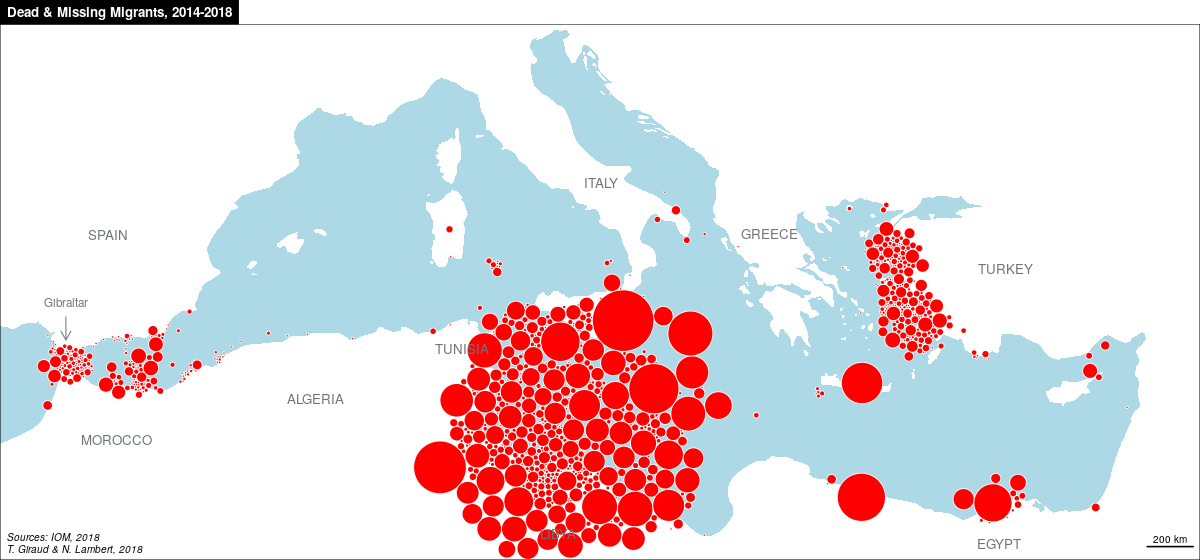 Dead & Missing Migrants, 2014-2018
ITALY
SPAIN
GREECE
TURKEY
Gibraltar
TUNISIA
ALGERIA
MOROCCO
LIBYA
EGYPT
Sources: IOM, 2018
T. Giraud & N. Lambert, 2018
200 km